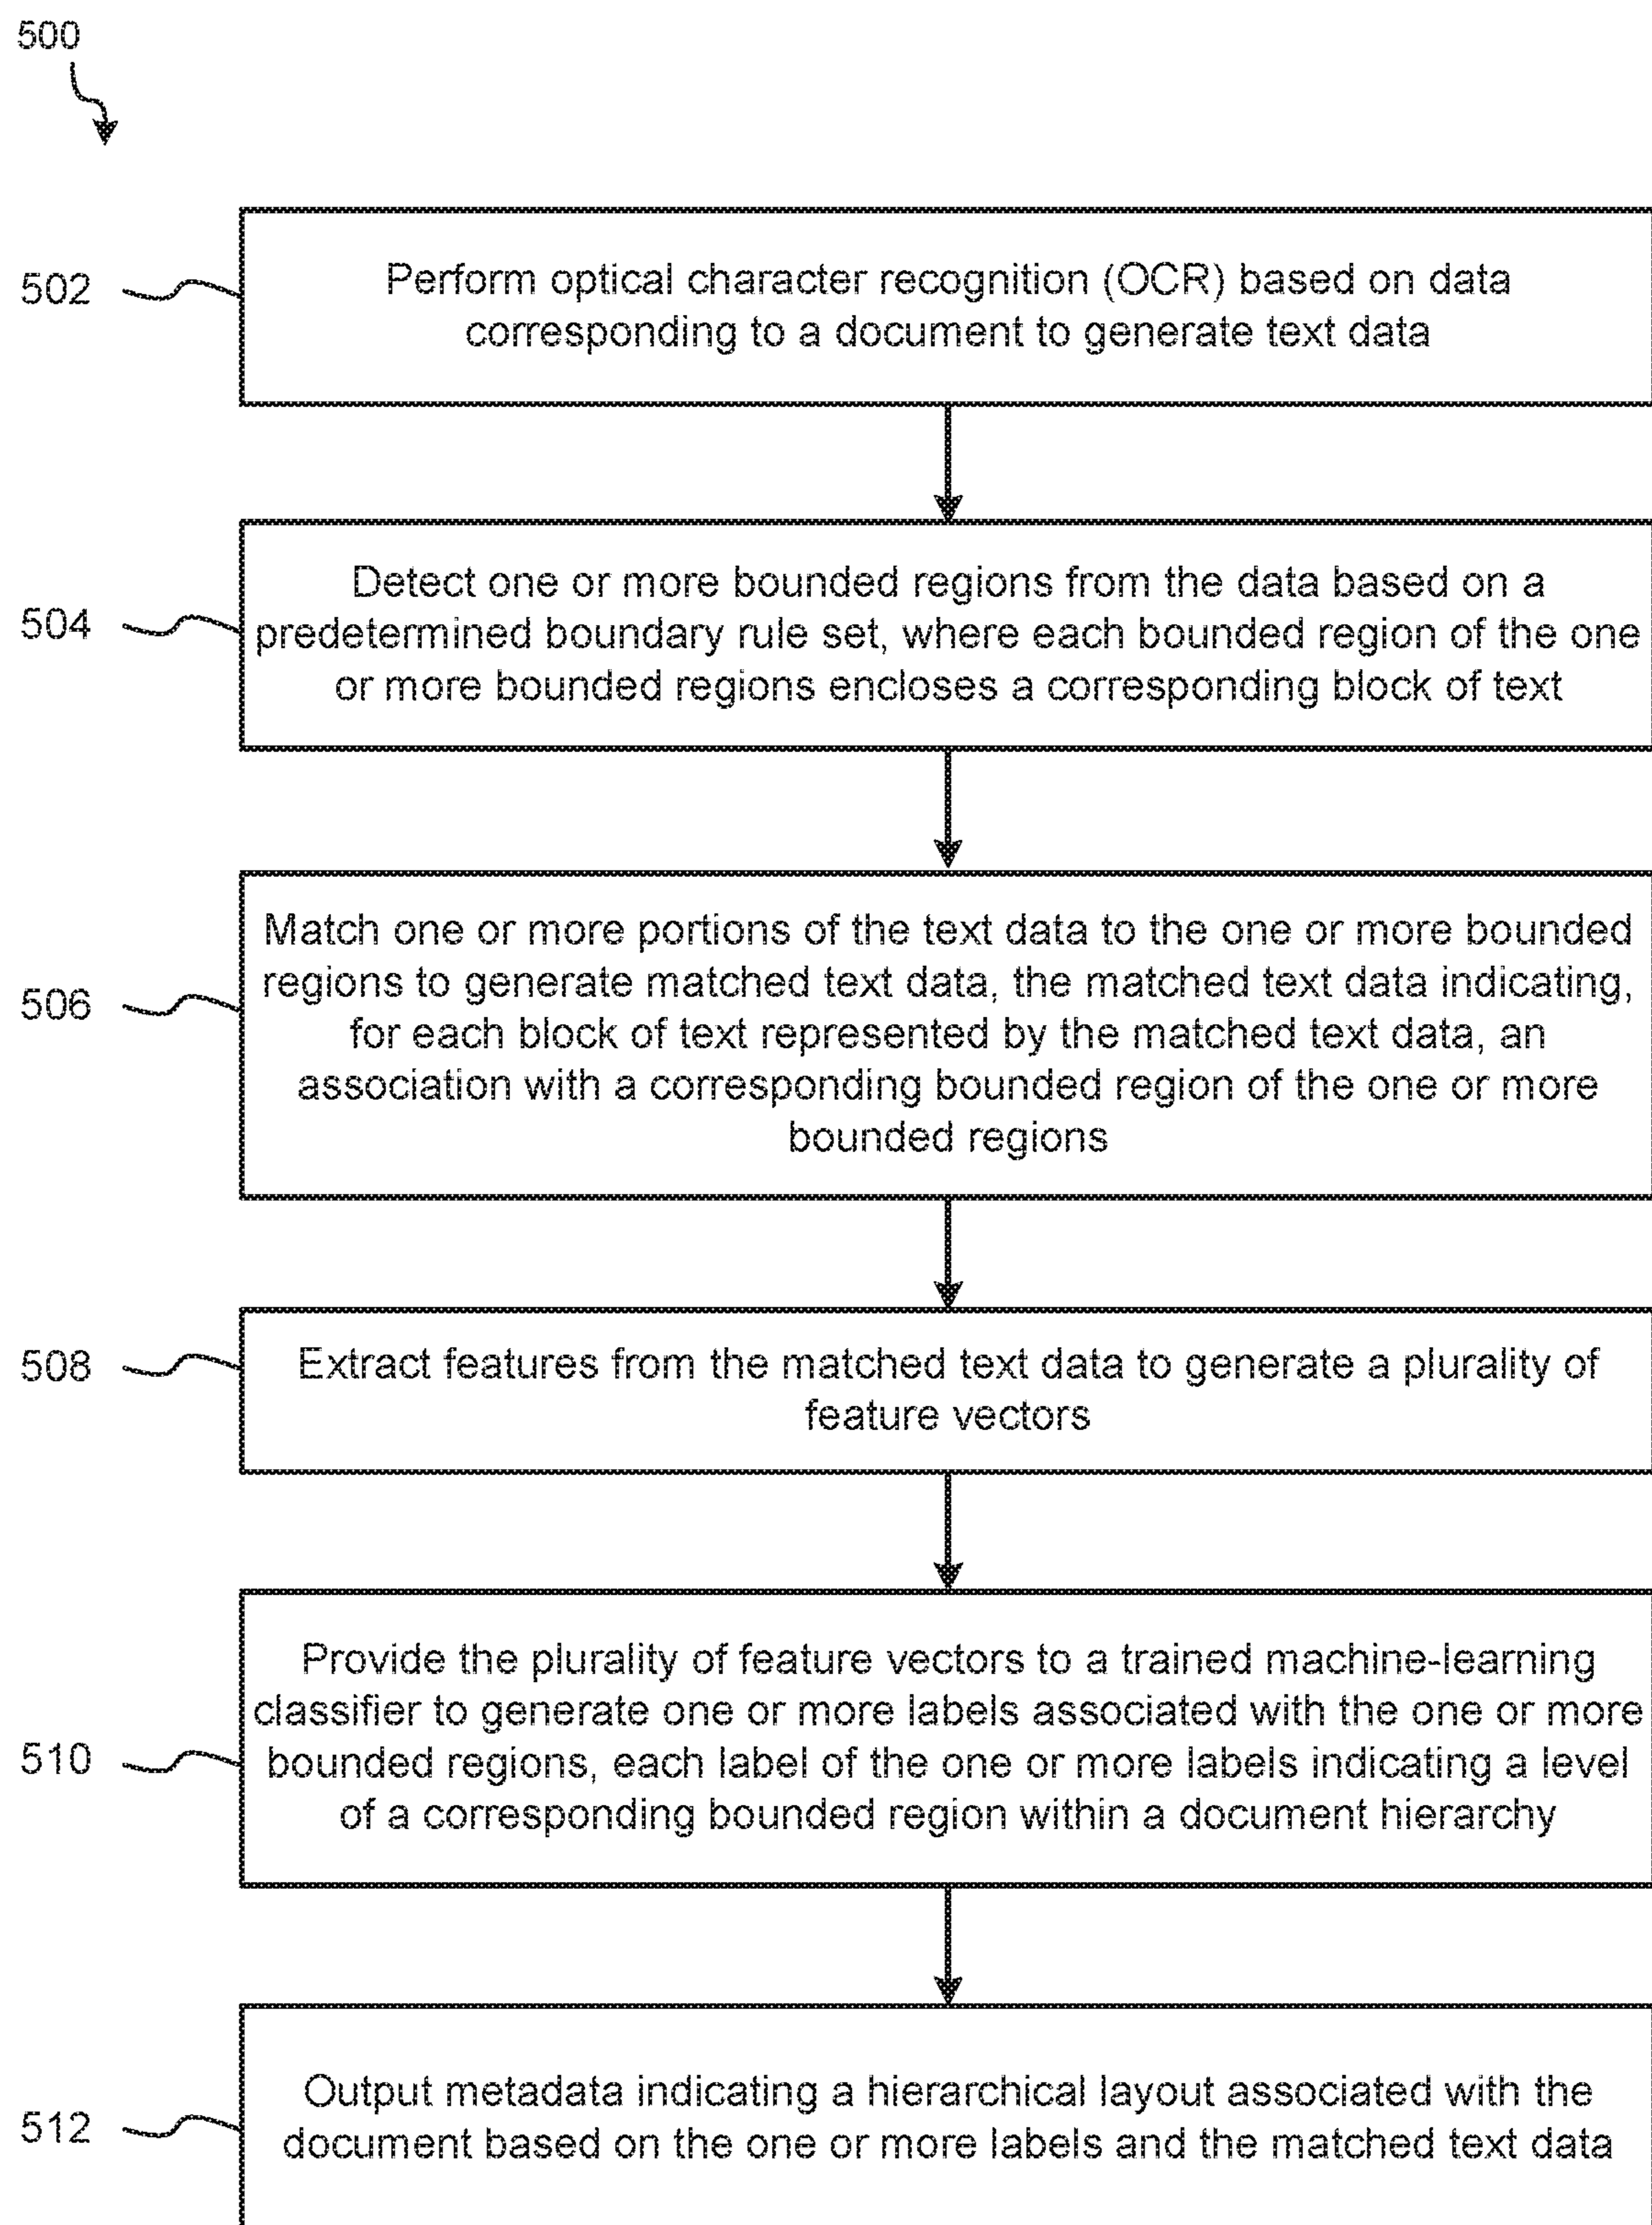 500
502
Perform optical character recognition (OCR) based on data
corresponding to a document to generate text data
504
Detect one or more bounded regions from the data based on a
predetermined boundary rule set, where each bounded region of the one
or more bounded regions encloses a corresponding block of text
506
Match one or more portions of the text data to the one or more bounded
regions to generate matched text data, the matched text data indicating,
for each block of text represented by the matched text data, an
association with a corresponding bounded region of the one or more
bounded regions
508
Extract features from the matched text data to generate a plurality of
feature vectors
510
Provide the plurality of feature vectors to a trained machine-learning
classifier to generate one or more labels associated with the one or more
bounded regions, each label of the one or more labels indicating a level
of a corresponding bounded region within a document hierarchy
512
Output metadata indicating a hierarchical layout associated with the
document based on the one or more labels and the matched text data